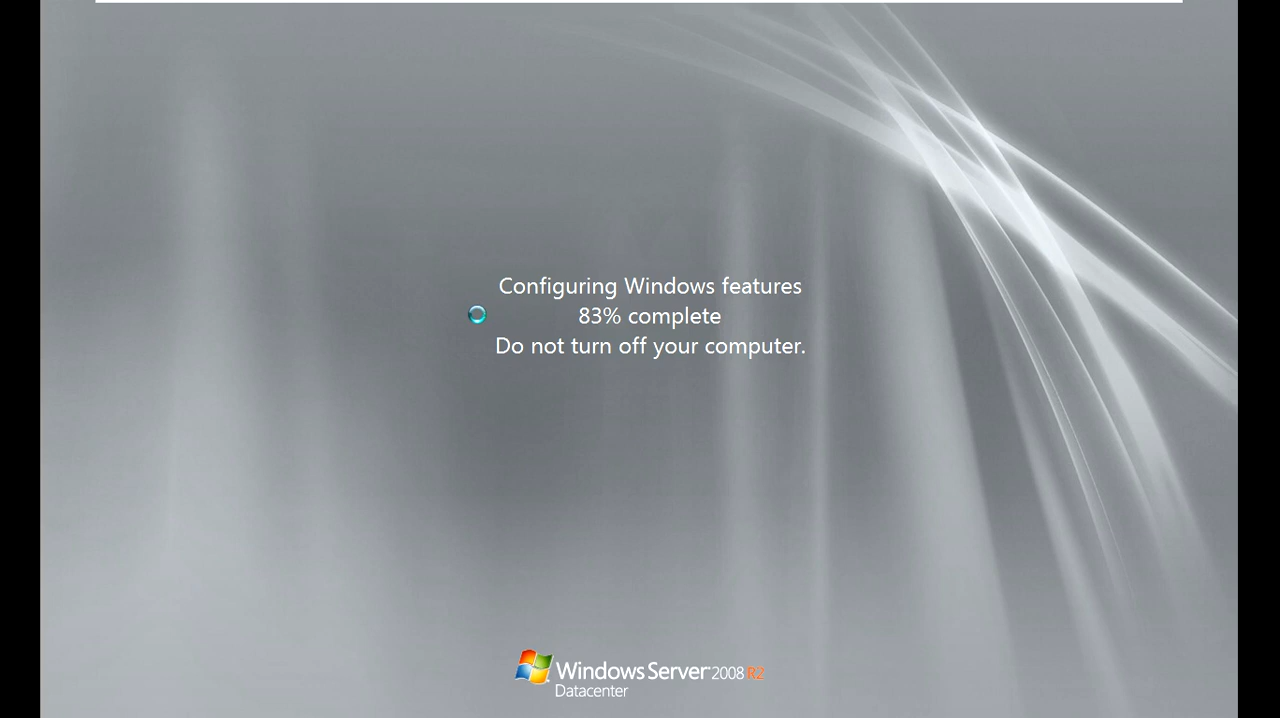 Configuring Windows features
83% complete
Do not turn off your computer.
Windows Server 2008 R2
Datacenter